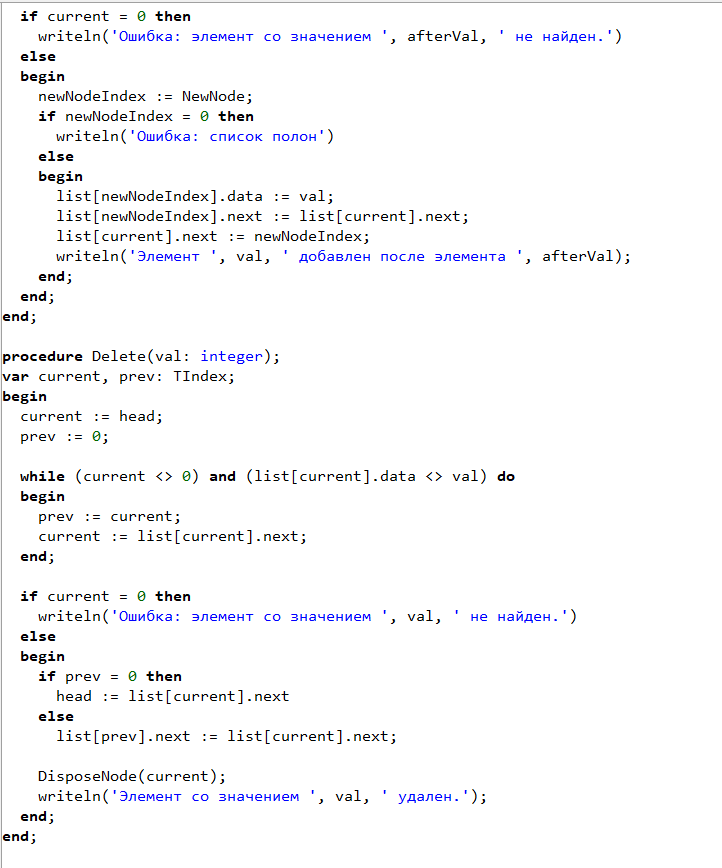 if current = 0 then
    writeln('Ошибка: элемент со значением ', afterVal, ' не найден.')
  else
  begin
    newNodeIndex := NewNode;
    if newNodeIndex = 0 then
      writeln('Ошибка: список полон')
    else
    begin
      list[newNodeIndex].data := val;
      list[newNodeIndex].next := list[current].next;
      list[current].next := newNodeIndex;
      writeln('Элемент ', val, ' добавлен после элемента ', afterVal);
    end;
  end;
end;

procedure Delete(val: integer);
var current, prev: TIndex;
begin
  current := head;
  prev := 0;

  while (current <> 0) and (list[current].data <> val) do
  begin
    prev := current;
    current := list[current].next;
  end;

  if current = 0 then
    writeln('Ошибка: элемент со значением ', val, ' не найден.')
  else
  begin
    if prev = 0 then
      head := list[current].next
    else
      list[prev].next := list[current].next;

    DisposeNode(current);
    writeln('Элемент со значением ', val, ' удален.');
  end;
end;